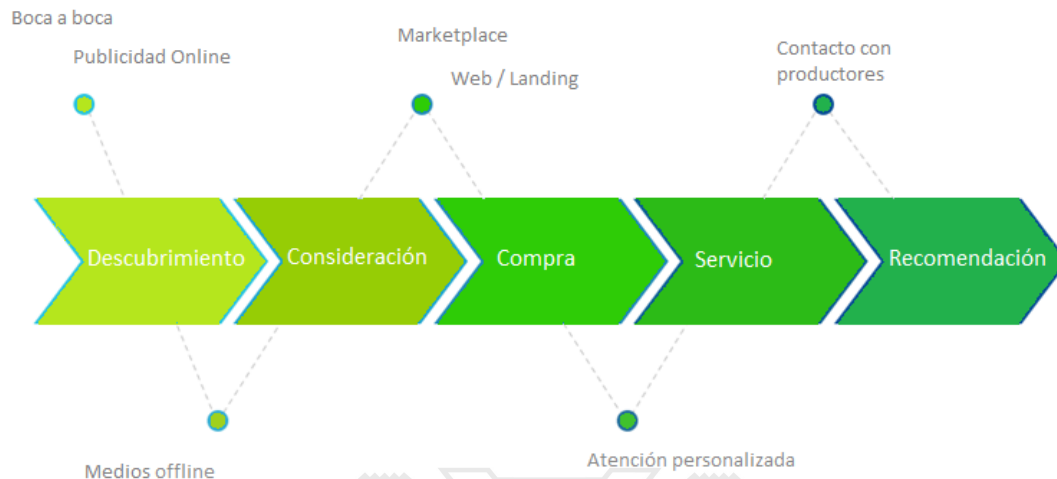 Boca a boca
Publicidad Online
Marketplace
Web / Landing
Contacto con
productores
Descubrimiento
Consideración
Compra
Servicio
Recomendación
Medios offline
Atención personalizada